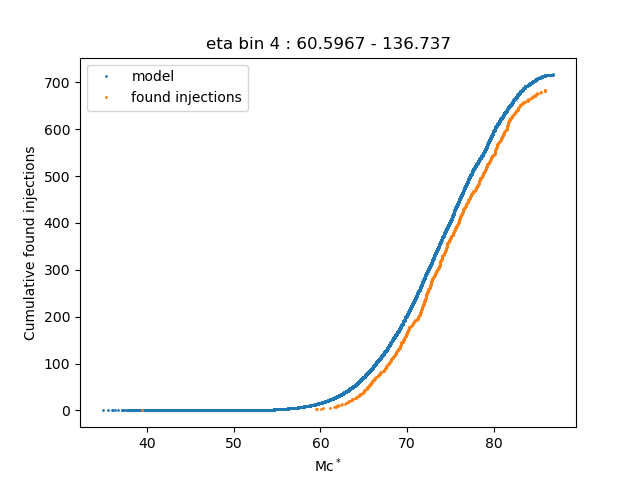 eta bin 4 : 60.5967 - 136.737
model
found injections
Cumulative found injections
700
600
500
400
300
200
100
0
40 50 60 70 80
Mc*